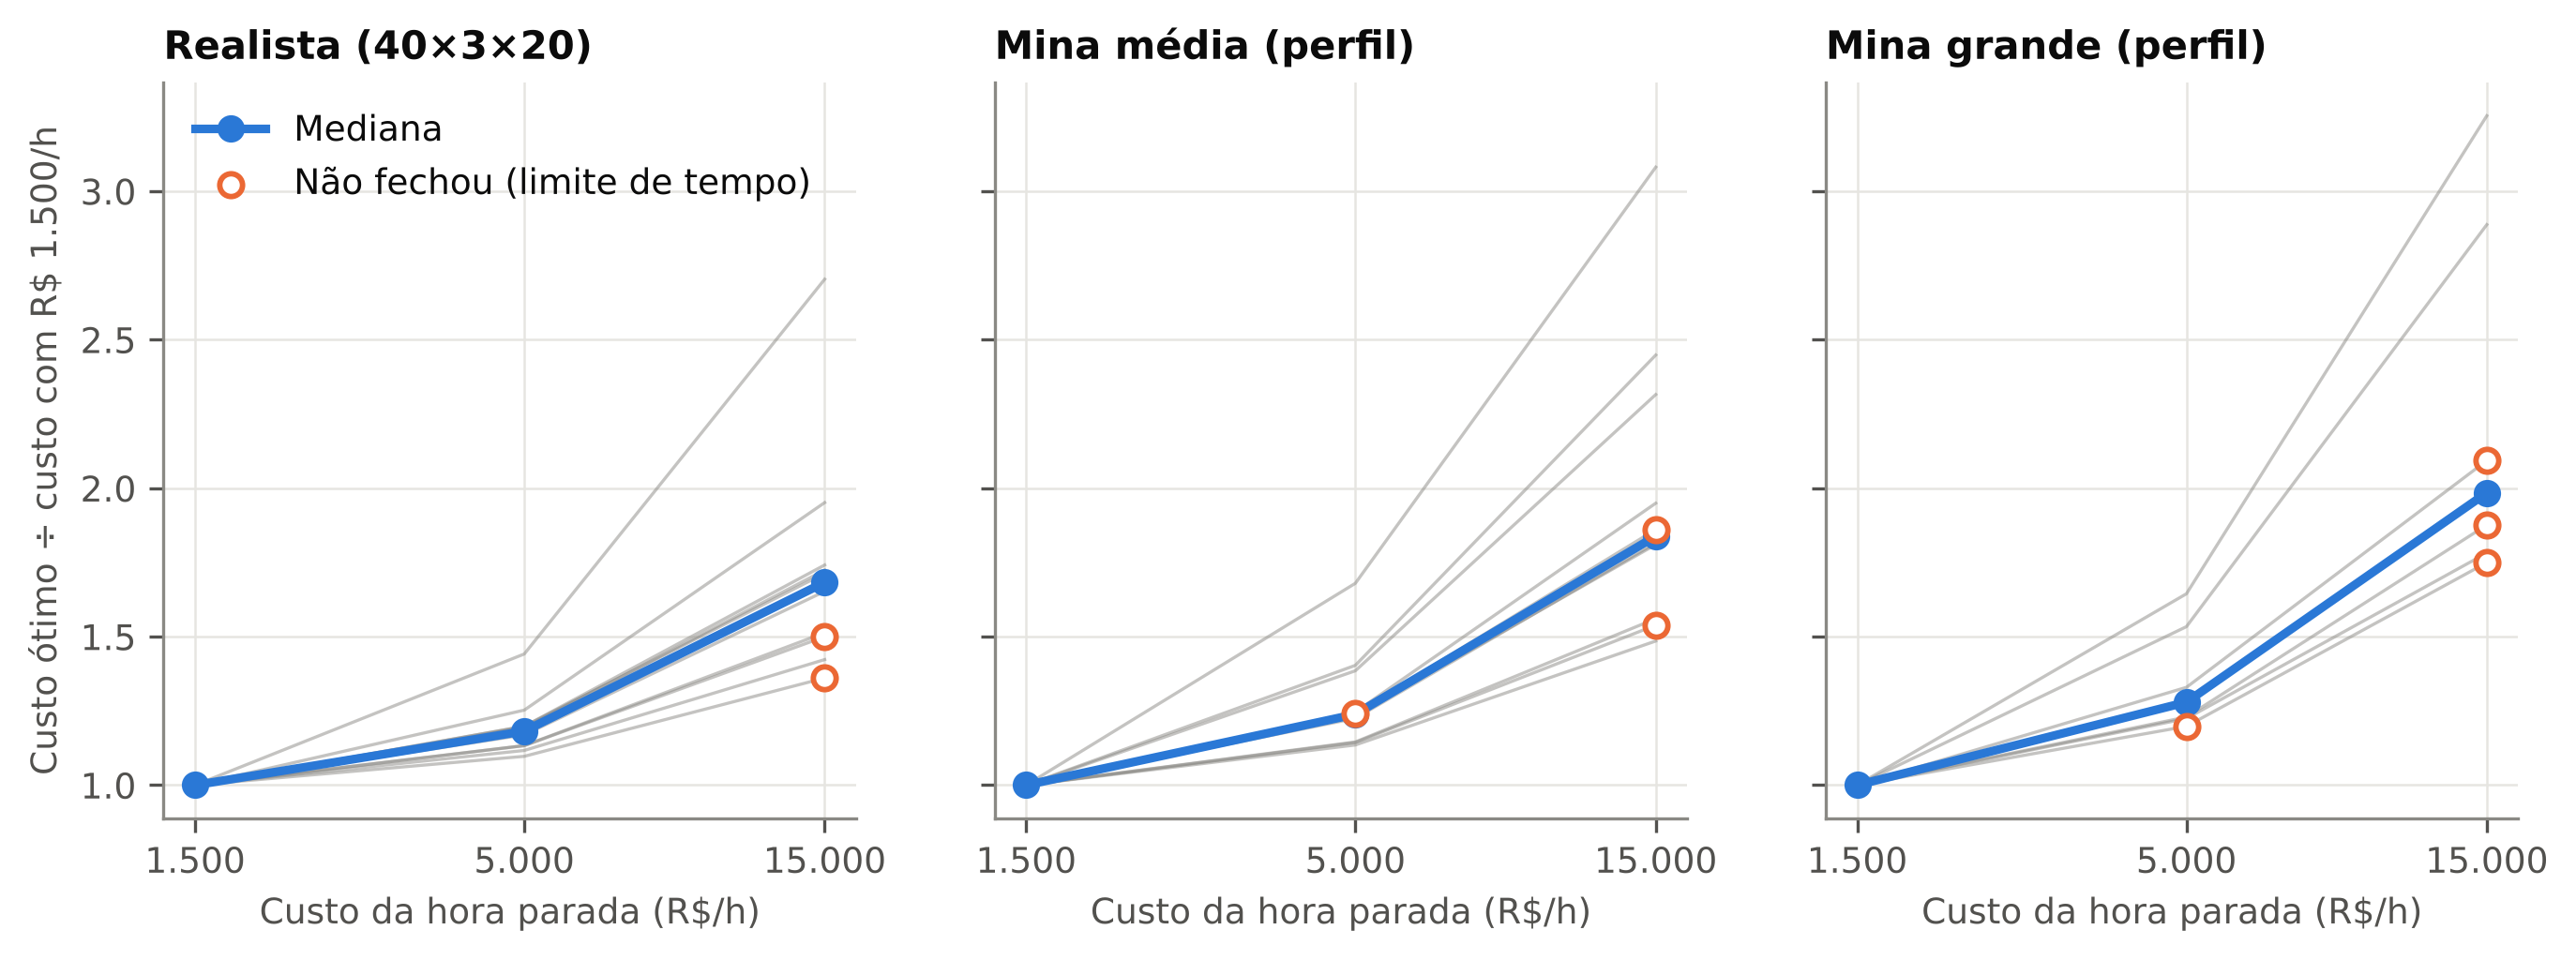 Realista (40×3×20)
Mina média (perfil)
Mina grande (perfil)
Mediana
Não fechou (limite de tempo)
Custo ótimo ÷ custo com R$ 1.500/h
3.0
2.5
2.0
1.5
1.0
1.500 5.000 15.000
1.500 5.000 15.000
1.500 5.000 15.000
Custo da hora parada (R$/h)
Custo da hora parada (R$/h)
Custo da hora parada (R$/h)